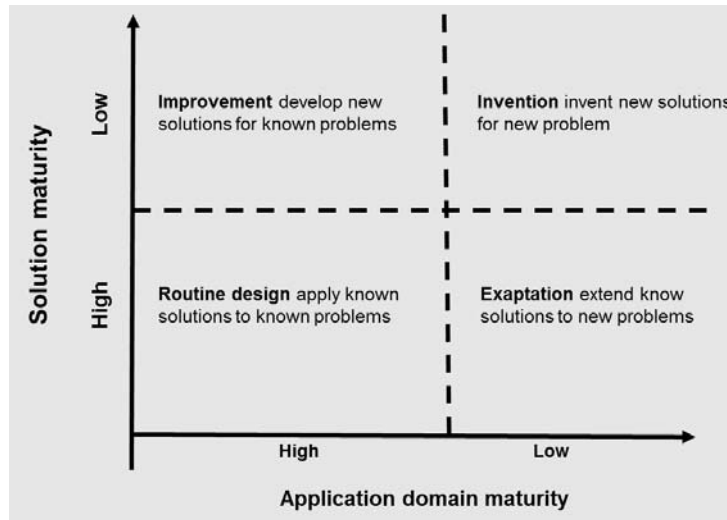 Solution maturity
Low
High
Improvement develop new
solutions for known problems
Invention invent new solutions
for new problem
Routine design apply known
solutions to known problems
Exaptation extend know
solutions to new problems
High
Low
Application domain maturity